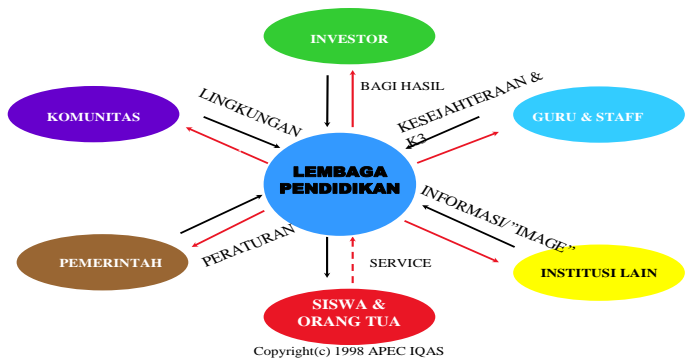 INVESTOR
BAGI HASIL
LINGKUNGAN
KESEJAHTERAAN &
K3
KOMUNITAS
GURU & STAFF
LEMBAGA
PENDIDIKAN
INFORMASI/ ”IMAGE”
PERATURAN
PEMERINTAH
SERVICE
INSTITUSI LAIN
SISWA &
ORANG TUA
Copyright(c) 1998 APEC IQAS